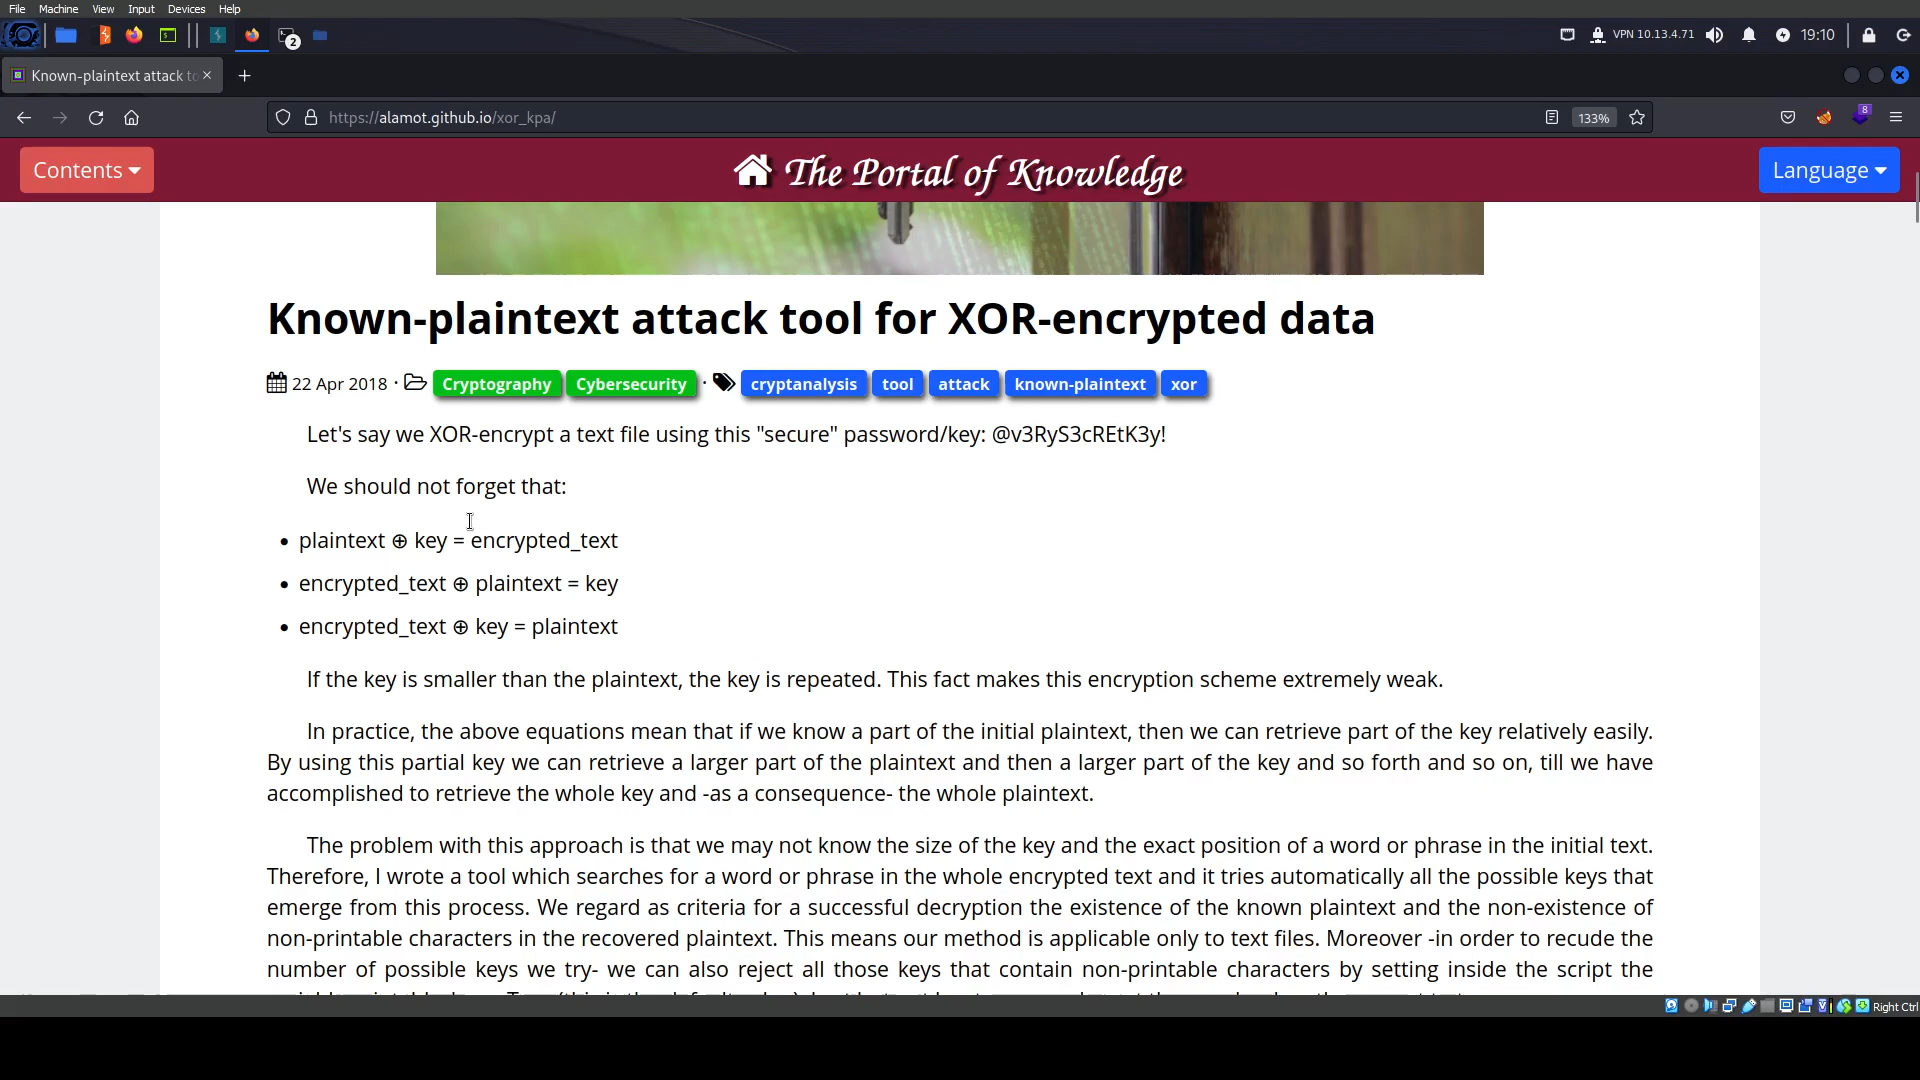 File Machine View Input Devices Help
2
VPN 10.13.4.71
19:10
Known-plaintext attack to
https://alamot.github.io/xor_kpa/
133%
8
Contents
The Portal of Knowledge
Language
Known-plaintext attack tool for XOR-encrypted data
22 Apr 2018 · Cryptography Cybersecurity · cryptanalysis tool attack known-plaintext xor
Let's say we XOR-encrypt a text file using this "secure" password/key: @v3RyS3cREtK3y!
We should not forget that:
• plaintext ⊕ key = encrypted_text
• encrypted_text ⊕ plaintext = key
• encrypted_text ⊕ key = plaintext
If the key is smaller than the plaintext, the key is repeated. This fact makes this encryption scheme extremely weak.
In practice, the above equations mean that if we know a part of the initial plaintext, then we can retrieve part of the key relatively easily.
By using this partial key we can retrieve a larger part of the plaintext and then a larger part of the key and so forth and so on, till we have
accomplished to retrieve the whole key and -as a consequence- the whole plaintext.
The problem with this approach is that we may not know the size of the key and the exact position of a word or phrase in the initial text.
Therefore, I wrote a tool which searches for a word or phrase in the whole encrypted text and it tries automatically all the possible keys that
emerge from this process. We regard as criteria for a successful decryption the existence of the known plaintext and the non-existence of
non-printable characters in the recovered plaintext. This means our method is applicable only to text files. Moreover -in order to recude the
number of possible keys we try- we can also reject all those keys that contain non-printable characters by setting inside the script the
Right Ctrl